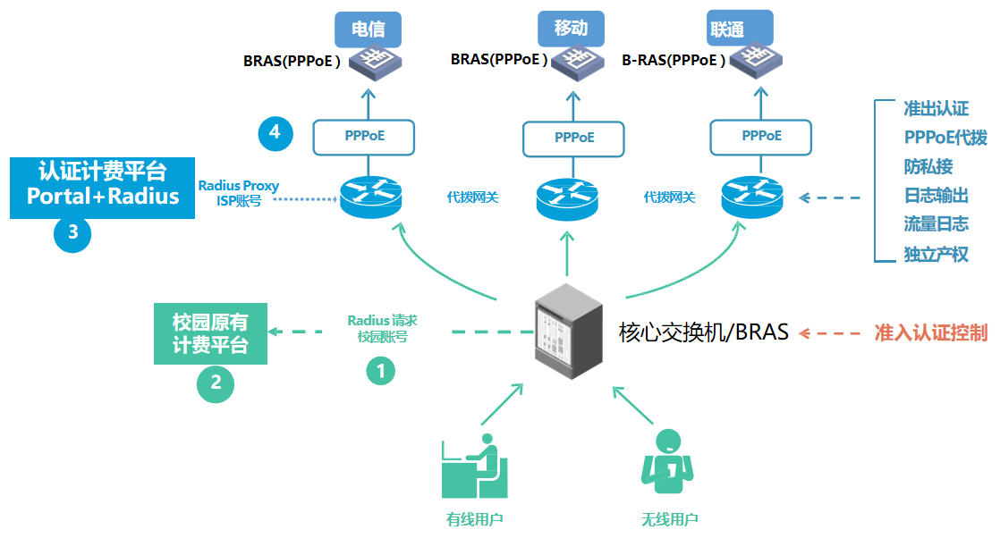 电信
移动
联通
BRAS(PPPoE )
BRAS(PPPoE )
B-RAS(PPPoE )
4
PPPoE
PPPoE
PPPoE
准出认证
PPPoE代拨
防私接
日志输出
流量日志
独立产权
认证计费平台
Portal+Radius
3
Radius Proxy
ISP账号
代拨网关
代拨网关
校园原有
计费平台
2
Radius 请求
校园账号
1
核心交换机/BRAS
准入认证控制
有线用户
无线用户